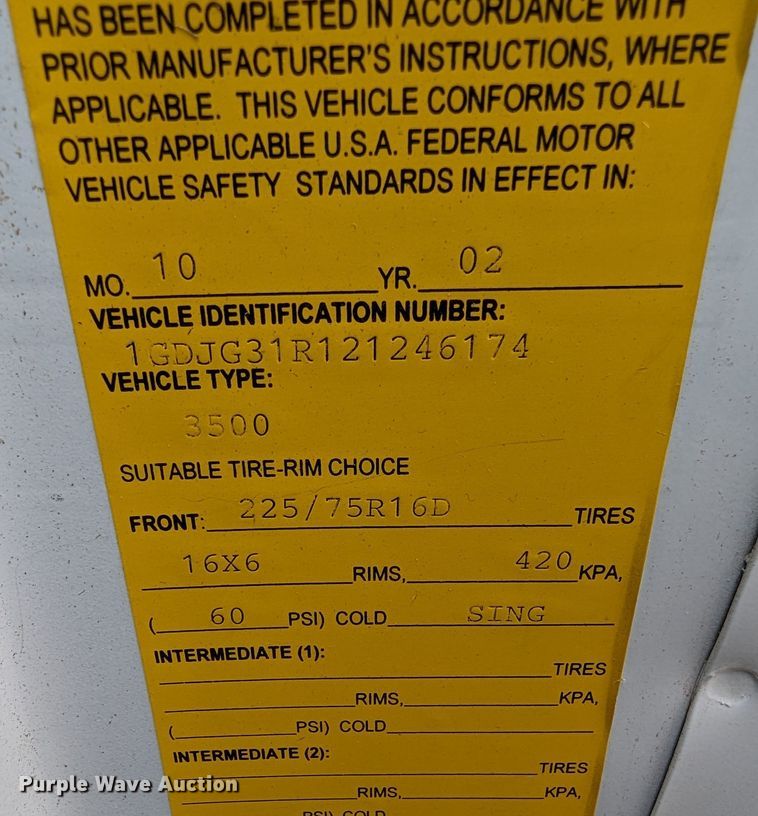 HAS BEEN COMPLETED IN ACCORDANCE WITH
PRIOR MANUFACTURER'S INSTRUCTIONS, WHERE
APPLICABLE. THIS VEHICLE CONFORMS TO ALL
OTHER APPLICABLE U.S.A. FEDERAL MOTOR
VEHICLE SAFETY STANDARDS IN EFFECT IN:
MO. 10 YR. 02
VEHICLE IDENTIFICATION NUMBER:
1GDJG31R121246174
VEHICLE TYPE:
3500
SUITABLE TIRE-RIM CHOICE
FRONT: 225/75R16D TIRES
16X6 RIMS, 420 KPA,
( 60 PSI) COLD SING
INTERMEDIATE (1):
TIRES
RIMS, KPA,
( PSI) COLD
INTERMEDIATE (2):
TIRES
RIMS, KPA,
PSI) COLD
Purple Wave Auction